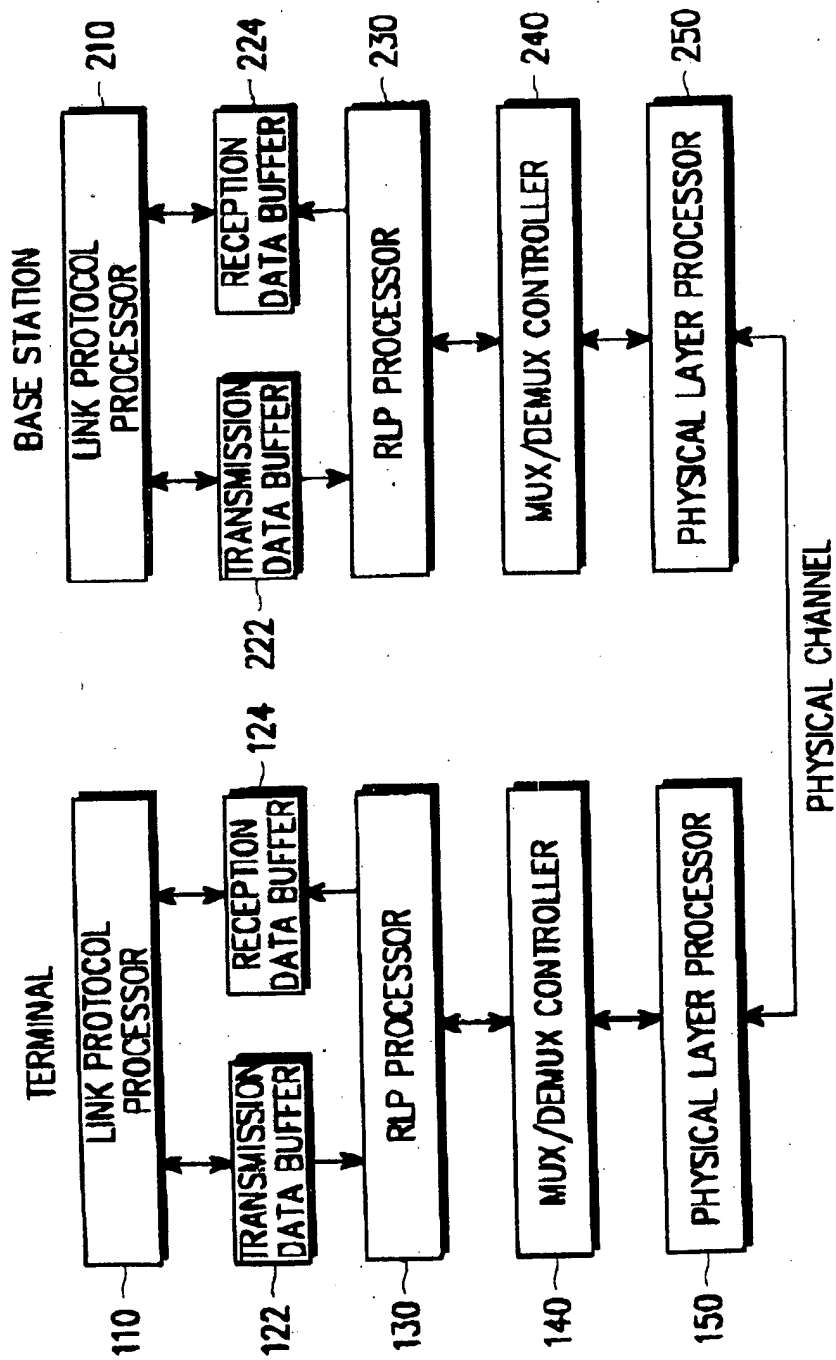 TERMINAL
110
LINK PROTOCOL
PROCESSOR
122
TRANSMISSION
DATA BUFFER
RECEPTION
DATA BUFFER
124
130
RLP PROCESSOR
140
MUX/DEMUX CONTROLLER
150
PHYSICAL LAYER PROCESSOR
BASE STATION
LINK PROTOCOL
PROCESSOR
210
222
TRANSMISSION
DATA BUFFER
RECEPTION
DATA BUFFER
224
RLP PROCESSOR
230
MUX/DEMUX CONTROLLER
240
PHYSICAL LAYER PROCESSOR
250
PHYSICAL CHANNEL